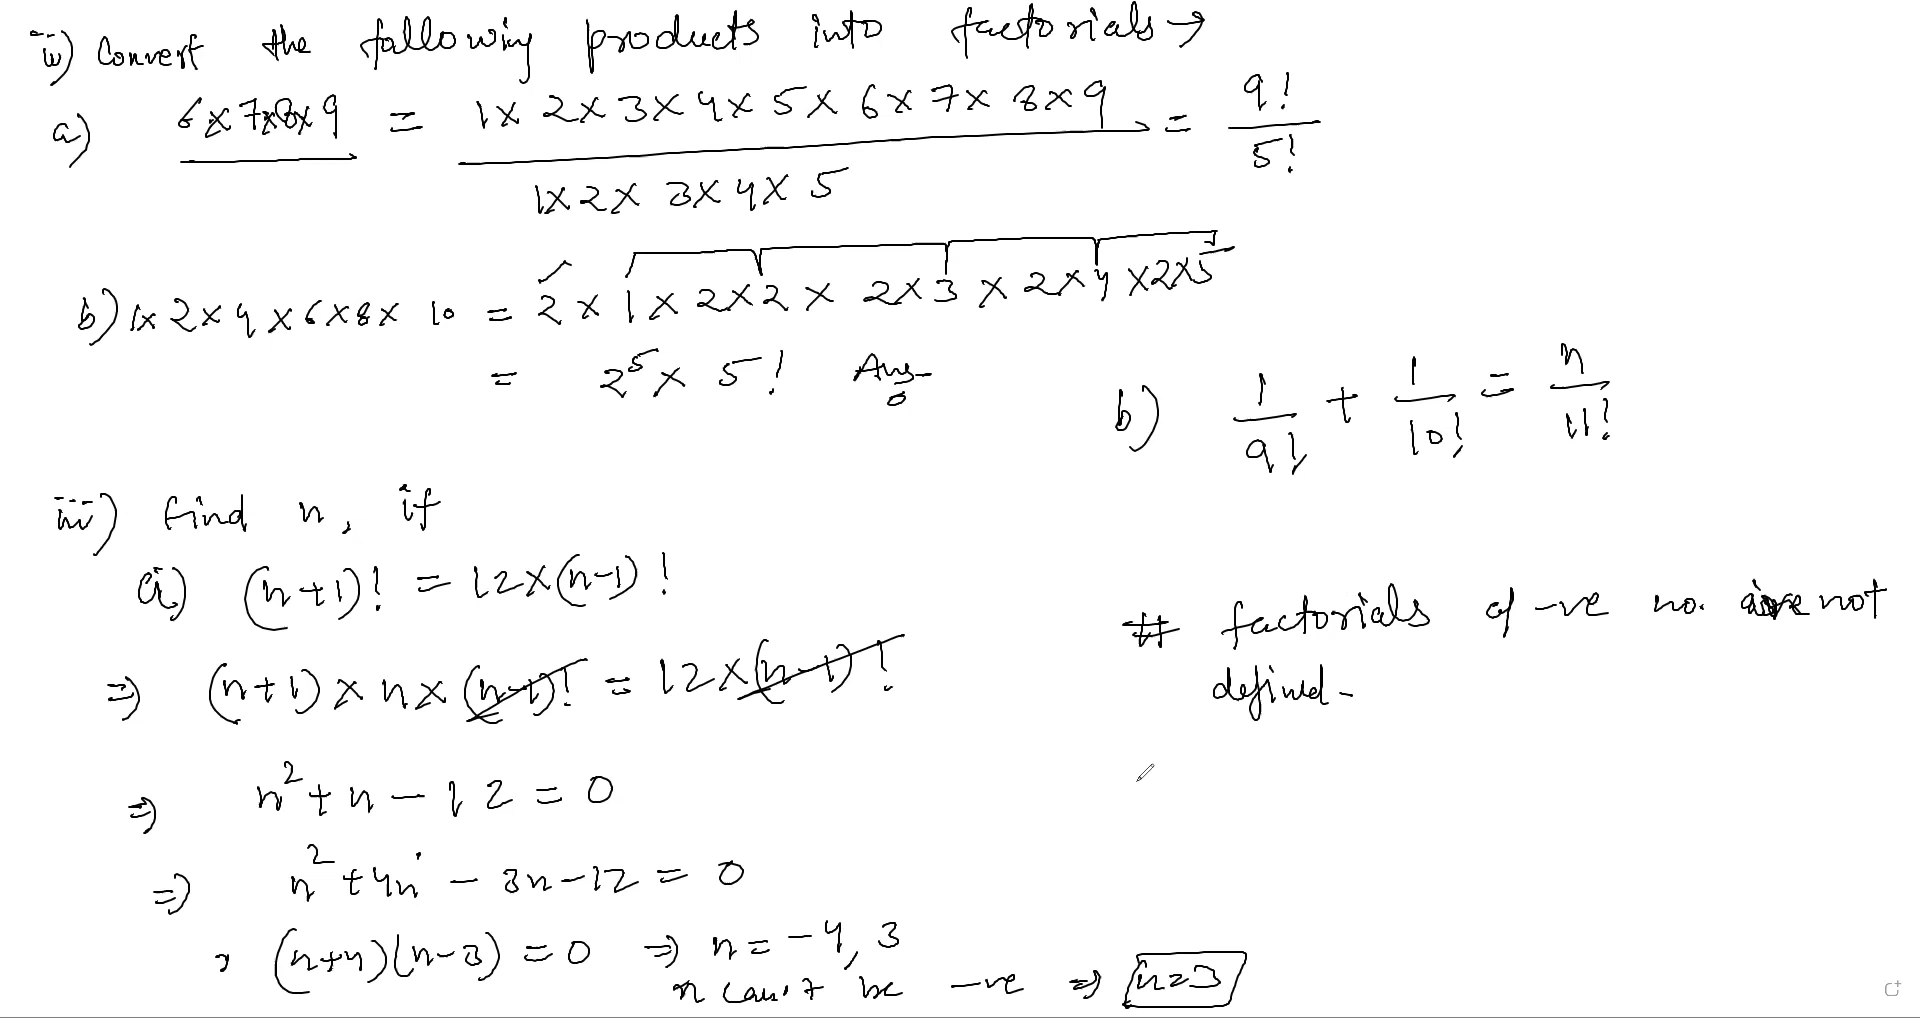 ii) Convert the following products into factorials →
a) 6×7×8×9 = 1×2×3×4×5×6×7×8×9 / 1×2×3×4×5 = 9!/5!
b) 1×2×4×6×8×10 = 2×1×2×2×2×3×2×4×2×5
= 2⁵×5! Ans
iii) find n, if
a) (n+1)! = 12×(n-1)!
⇒ (n+1)×n×(n-1)! = 12×(n-1)!
⇒ n²+n-12=0
⇒ n²+4n-3n-12=0
(n+4)(n-3)=0 ⇒ n=-4,3
n can't be -ve ⇒ n=3
b) 1/9! + 1/10! = n/11!
# factorials of -ve no. are not
defined-